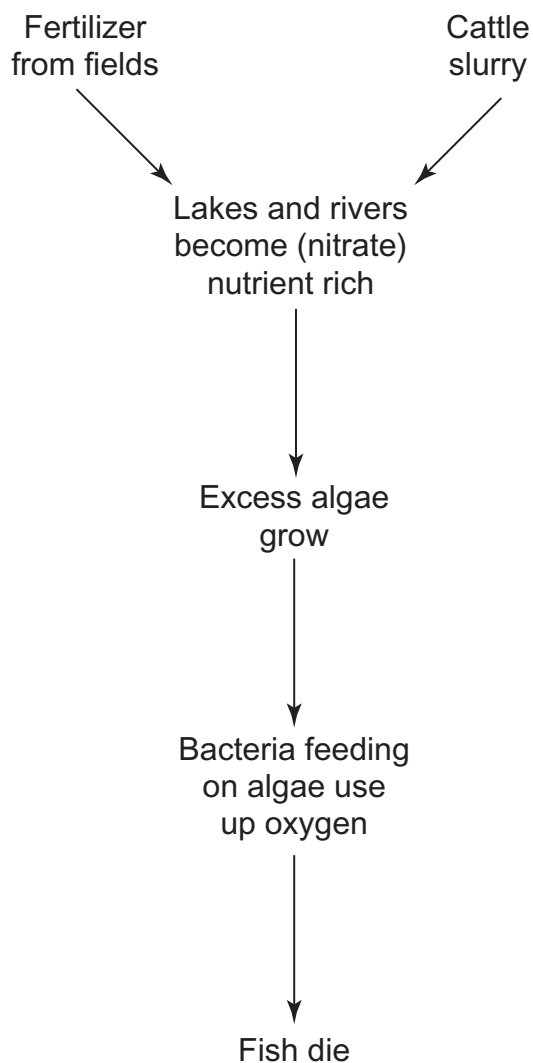 Fertilizer
from fields
Cattle
slurry
Lakes and rivers
become (nitrate)
nutrient rich
Excess algae
grow
Bacteria feeding
on algae use
up oxygen
Fish die